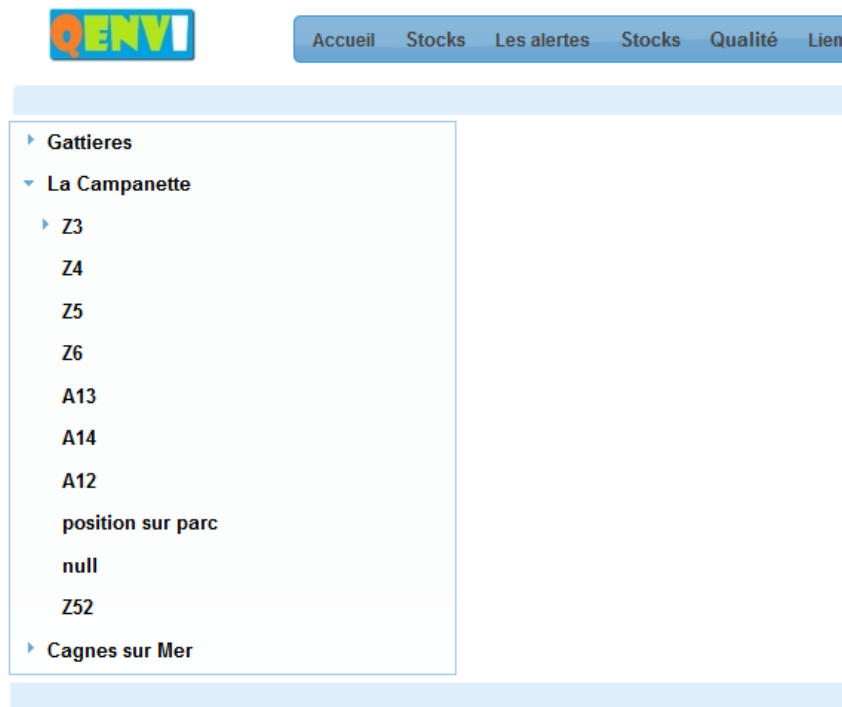 QENVI
Accueil Stocks Les alertes Stocks Qualité Lien
Gattieres
La Campanette
Z3
Z4
Z5
Z6
A13
A14
A12
position sur parc
null
Z52
Cagnes sur Mer